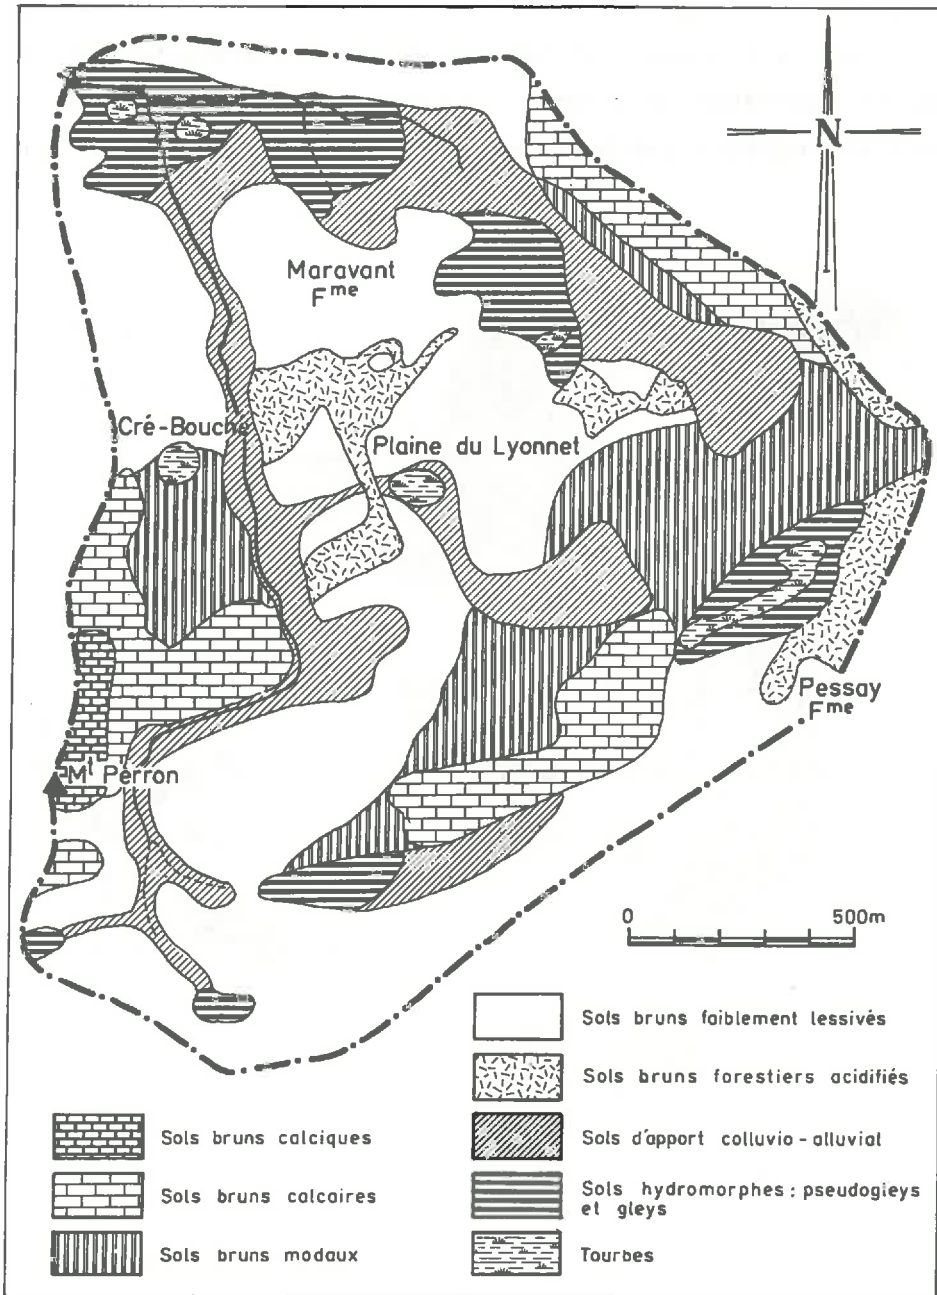 N
Maravant
Fme
Cré-Bouche
Plaine du Lyonnet
Pessay
Fme
Mt Perron
0 500m
Sols bruns faiblement lessivés
Sols bruns forestiers acidifiés
Sols bruns calciques
Sols d'apport colluvio-alluvial
Sols bruns calcaires
Sols hydromorphes : pseudogleys
et gleys
Sols bruns modaux
Tourbes